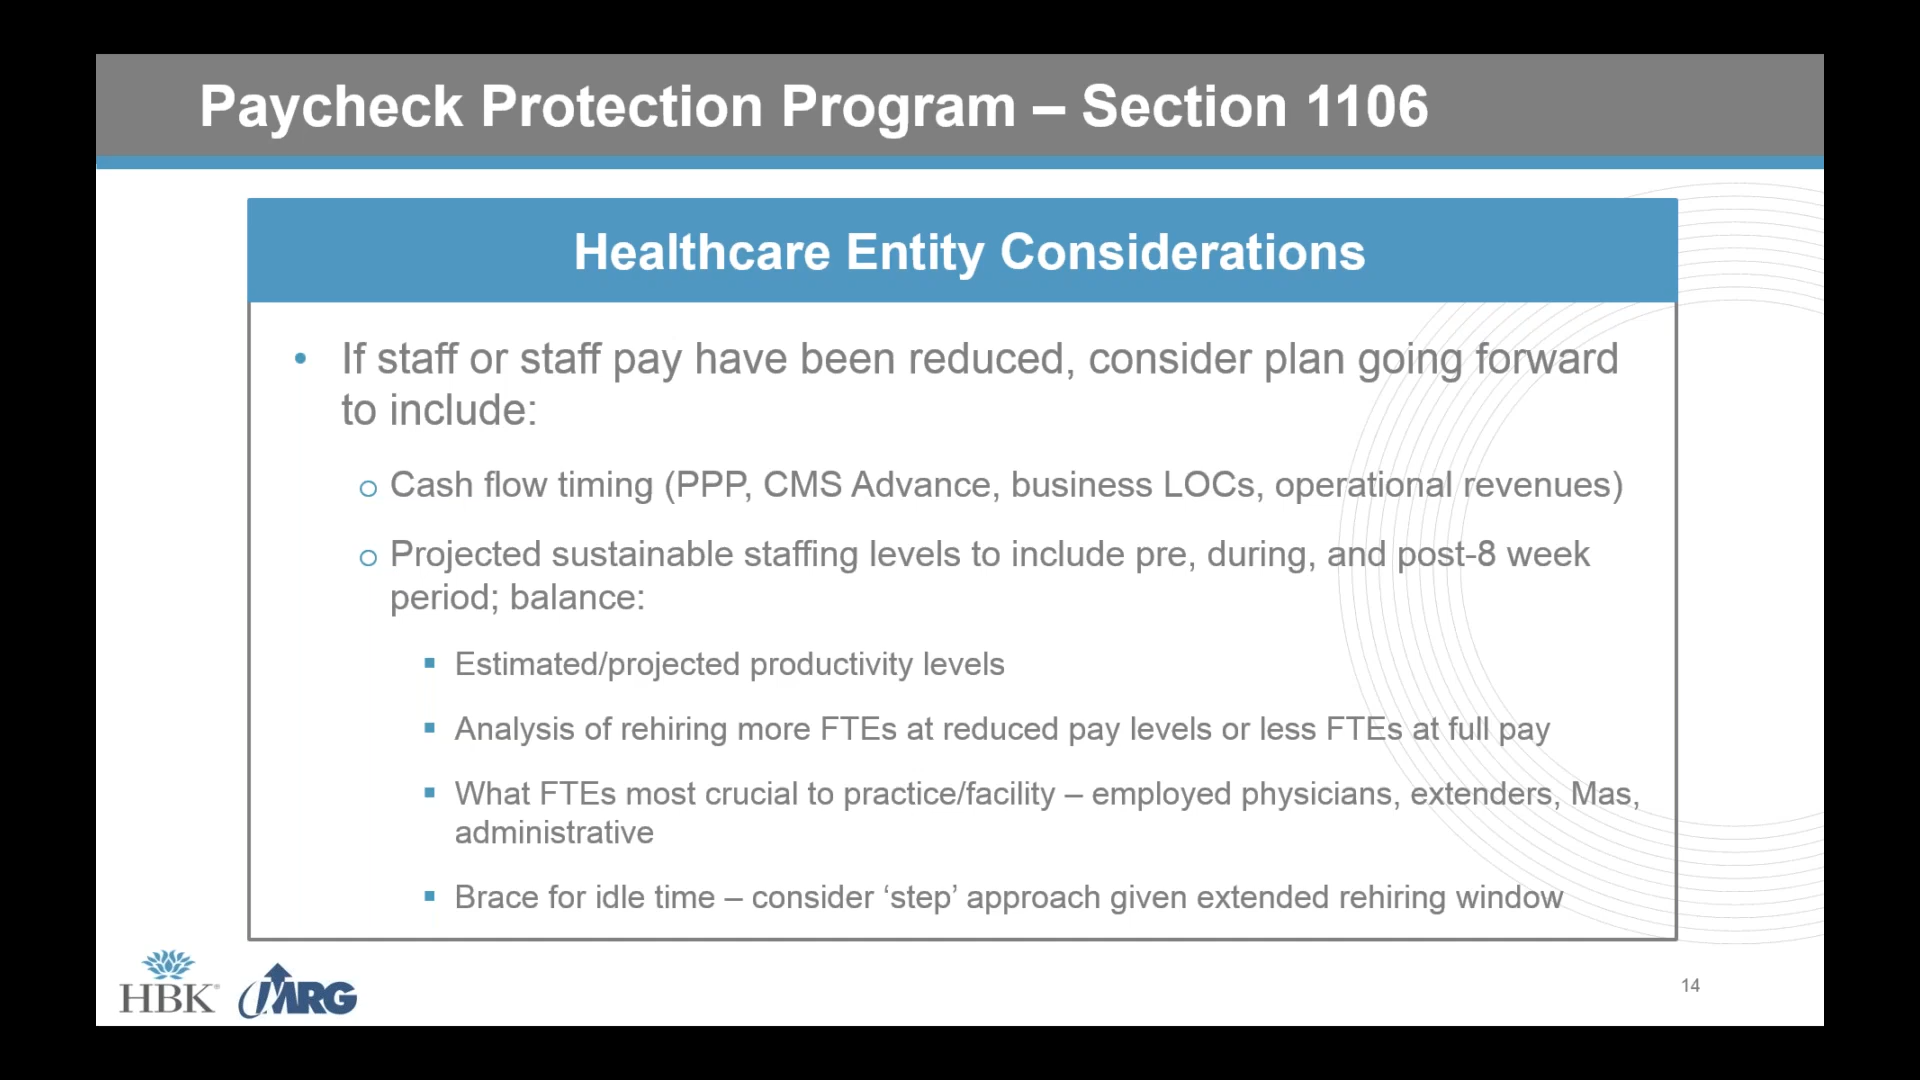 Paycheck Protection Program – Section 1106
Healthcare Entity Considerations
• If staff or staff pay have been reduced, consider plan going forward
to include:
o Cash flow timing (PPP, CMS Advance, business LOCs, operational revenues)
o Projected sustainable staffing levels to include pre, during, and post-8 week
period; balance:
▪ Estimated/projected productivity levels
▪ Analysis of rehiring more FTEs at reduced pay levels or less FTEs at full pay
▪ What FTEs most crucial to practice/facility – employed physicians, extenders, Mas,
administrative
▪ Brace for idle time – consider ‘step’ approach given extended rehiring window
HBK
MRG
14